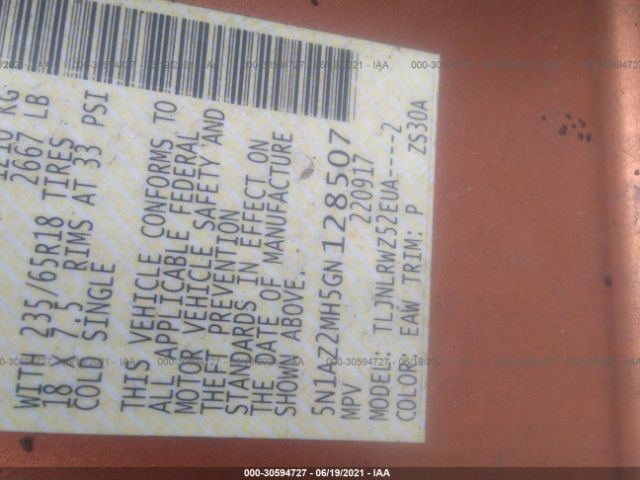 1210 KG
WITH 235/65R18 2667 LB
18 7.5 RIMS TIRES
COLD SINGLE AT 33 PSI
THIS VEHICLE CONFORMS TO
ALL APPLICABLE FEDERAL
MOTOR VEHICLE SAFETY AND
THEFT PREVENTION
STANDARDS IN EFFECT ON
THE DATE OF MANUFACTURE
SHOWN ABOVE.
5N1AZ2MH5GN128507
MPV 220917
MODEL: TLJNLRWZ52EUA----2
COLOR: EAW TRIM: P ZS30A
000-30594727 - 06/19/2021 - IAA